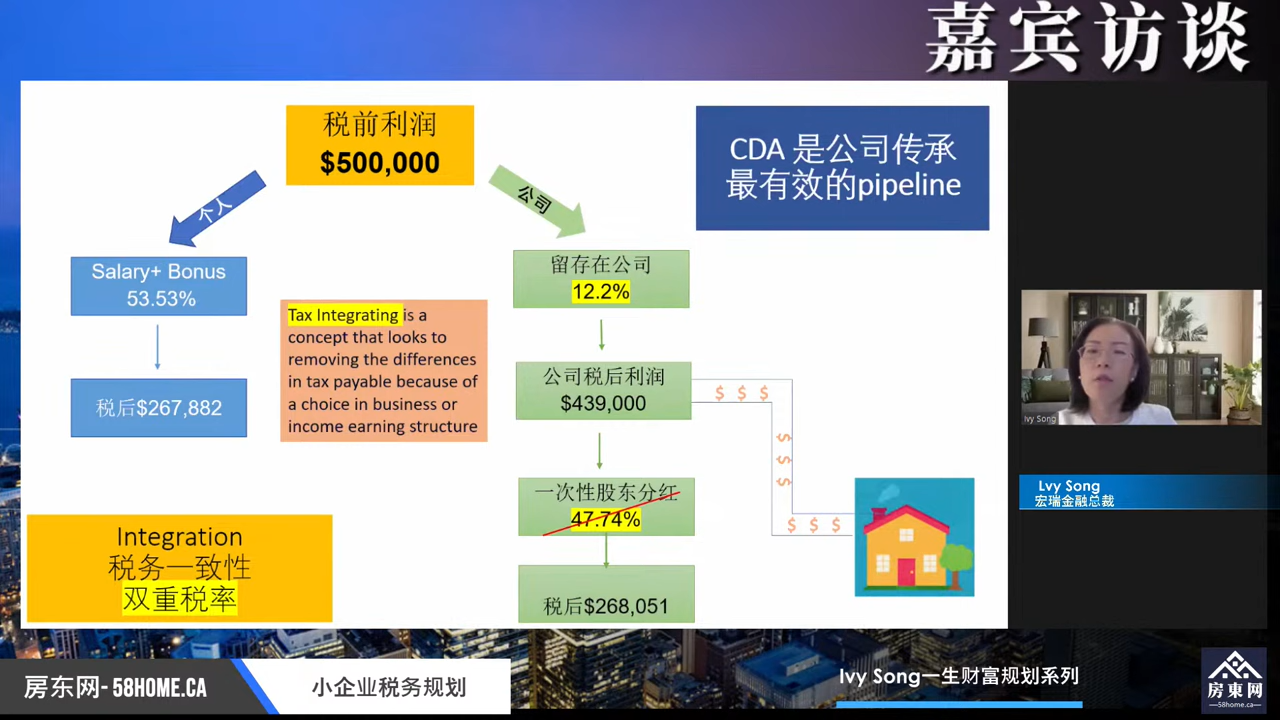 嘉宾访谈
税前利润
$500,000
CDA 是公司传承
最有效的pipeline
个人
公司
Salary+ Bonus
53.53%
留存在公司
12.2%
Tax Integrating is a
concept that looks to
removing the differences
in tax payable because of
a choice in business or
income earning structure
税后$267,882
公司税后利润
$439,000
$ $ $
$
$
$
$ $ $
一次性股东分红
47.74%
税后$268,051
Integration
税务一致性
双重税率
Ivy Song
Lvy Song
宏瑞金融总裁
房东网- 58HOME.CA
小企业税务规划
Ivy Song一生财富规划系列
房東网
—58home.ca—